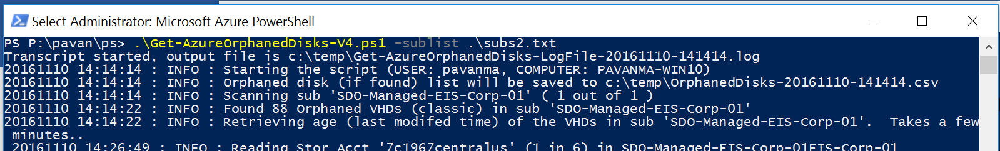 Select Administrator: Microsoft Azure PowerShell
PS P:\pavan\ps> .\Get-AzureOrphanedDisks-V4.ps1 -sublist .\subs2.txt
Transcript started, output file is c:\temp\Get-AzureOrphanedDisks-LogFile-20161110-141414.log
20161110 14:14:14 : INFO : Starting the script (USER: pavanma, COMPUTER: PAVANMA-WIN10)
20161110 14:14:14 : INFO : Orphaned disk (if found) list will be saved to c:\temp\OrphanedDisks-20161110-141414.csv
20161110 14:14:14 : INFO : Scanning sub 'SDO-Managed-EIS-Corp-01' ( 1 out of 1 )
20161110 14:14:22 : INFO : Found 88 Orphaned VHDs (classic) in sub 'SDO-Managed-EIS-Corp-01'
20161110 14:14:22 : INFO : Retrieving age (last modifed time) of the VHDs in sub 'SDO-Managed-EIS-Corp-01'.  Takes a few
 minutes..
20161110 14:26:49 : INFO : Reading Stor Acct '7c1967centralus' (1 in 6) in SDO-Managed-EIS-Corp-01EIS-Corp-01